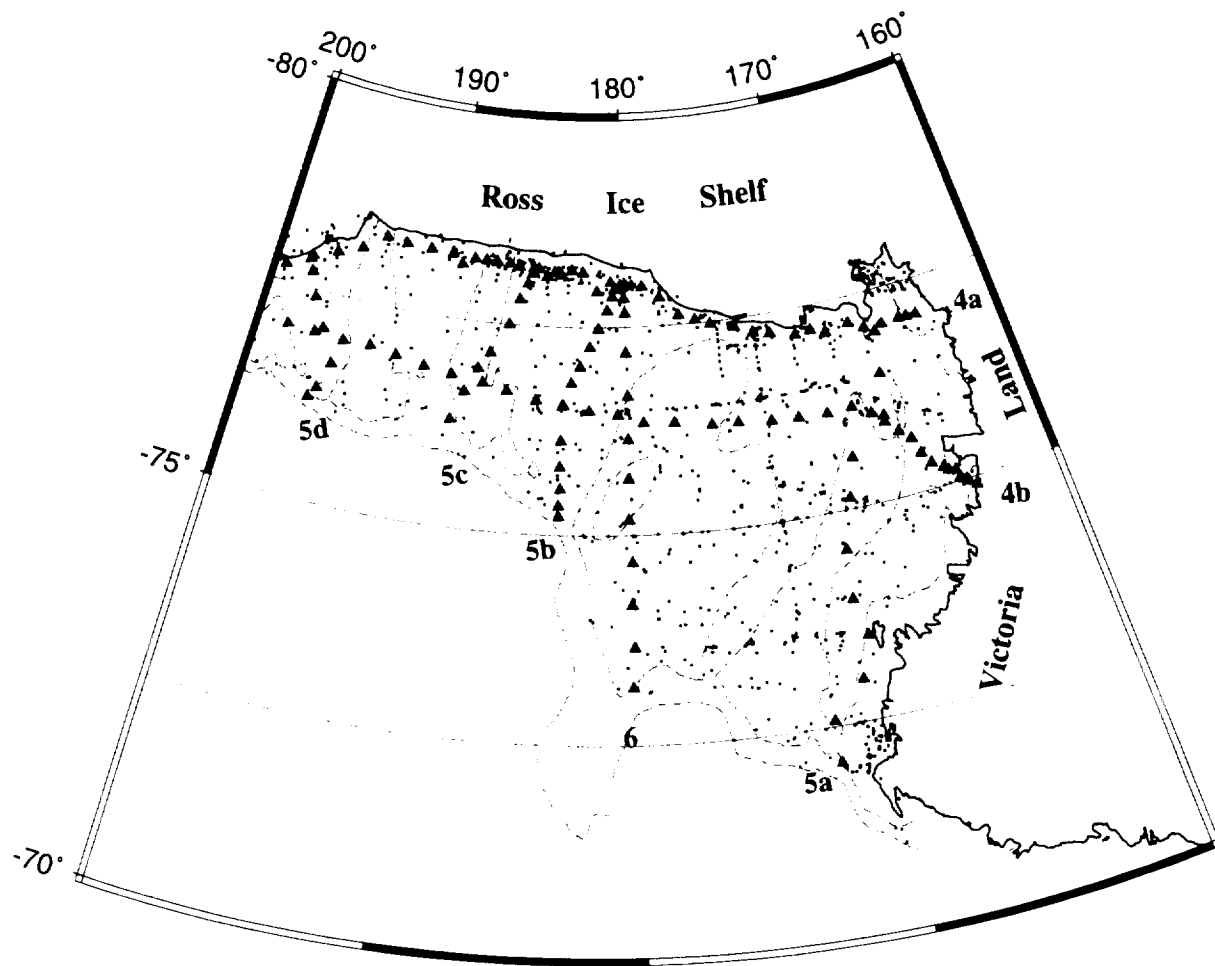 200°
190°
180°
170°
160°
-80°
Ross Ice Shelf
4a
Land
5d
5c
-75°
4b
5b
Victoria
6
5a
-70°